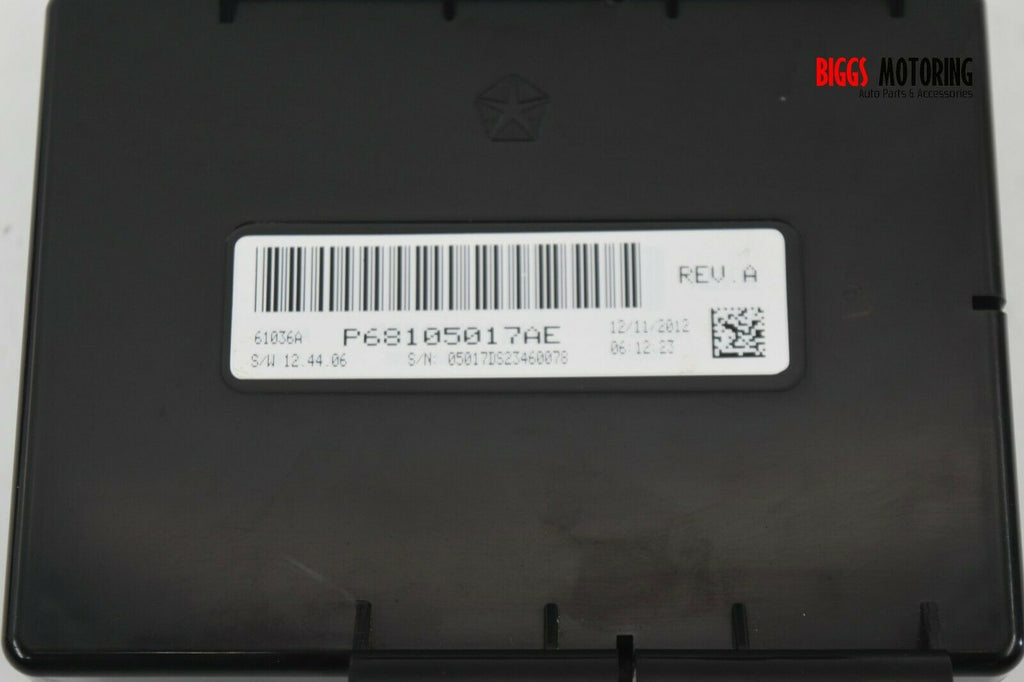 BIGGS MOTORING
Auto Parts & Accessories
REV.A
61036A P68105017AE 12/11/2012
S/W 12.44.06 S/N: 05017DS23460078 06:12:23